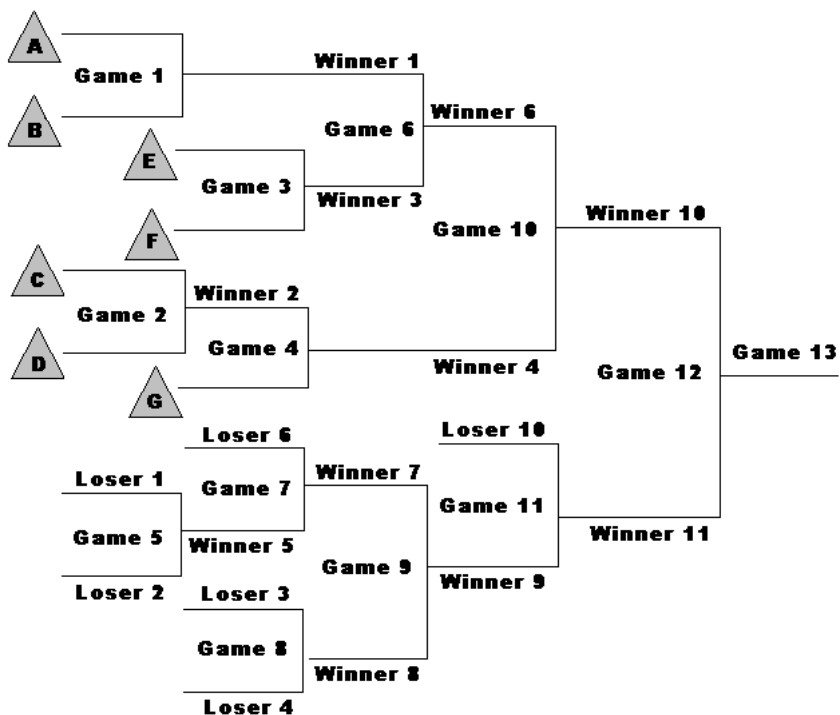 A
Winner 1
Game 1
Winner 6
B
Game 6
E
Game 3
Winner 3
Winner 10
F
Game 10
C
Winner 2
Game 2
Game 4
Winner 4
Game 13
D
Game 12
G
Loser 6
Loser 10
Loser 1
Game 7
Winner 7
Game 11
Game 5
Winner 5
Winner 11
Game 9
Winner 9
Loser 2
Loser 3
Game 8
Winner 8
Loser 4